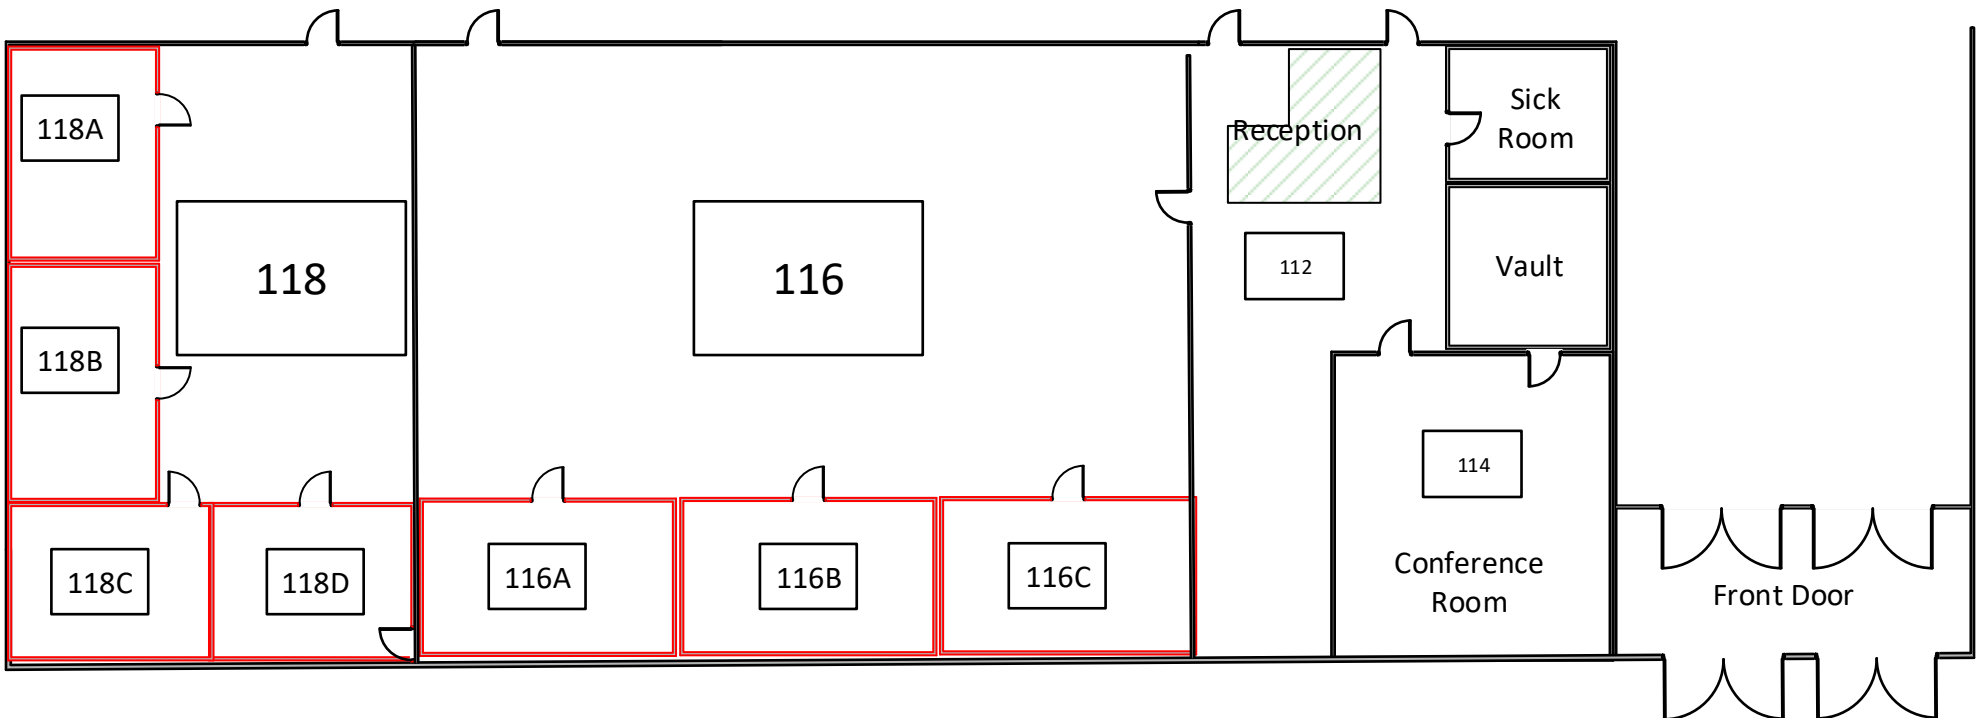 118A
118
116
Reception
Sick
Room
112
Vault
118B
114
118C
118D
116A
116B
116C
Conference
Room
Front Door